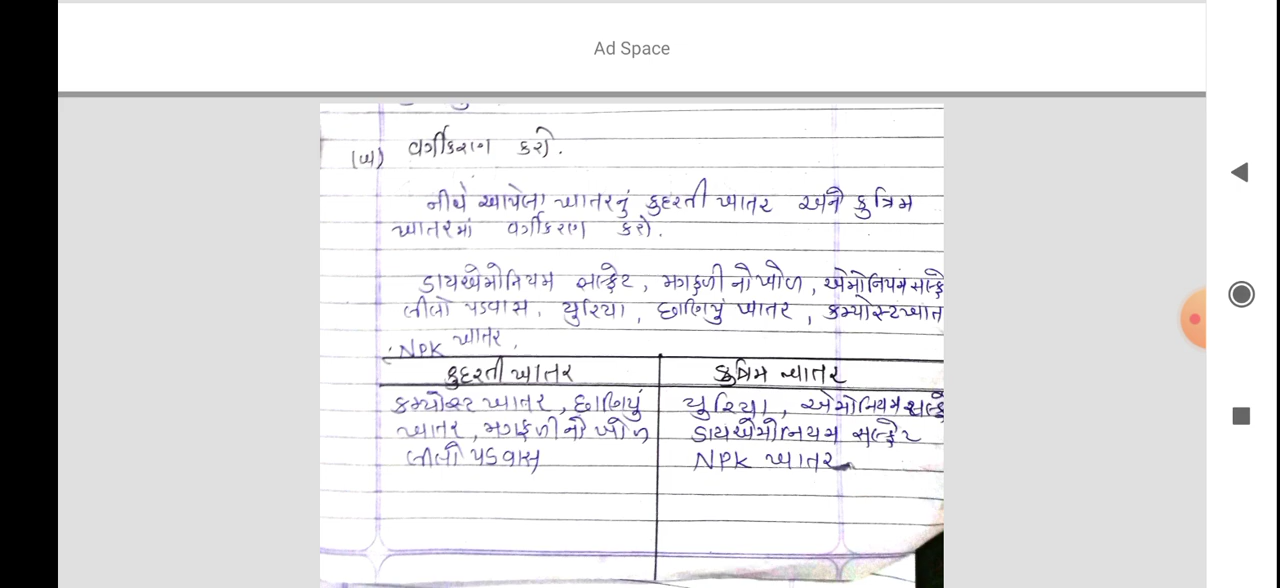 Ad Space
(બ) વર્ગીકરણ કરો.
નીચે આપેલા ખાતરનું કુદરતી ખાતર અને કૃત્રિમ
ખાતરમાં વર્ગીકરણ કરો.
ડાયએમોનિયમ સલ્ફેટ, મગફળીનો ખોળ, એમોનિયમ સલ્ફે
લીલો પડવાસ, યુરિયા, છાણિયું ખાતર, કમ્પોસ્ટ ખાત
NPK ખાતર.
કુદરતી ખાતર કૃત્રિમ ખાતર
કમ્પોસ્ટ ખાતર, છાણિયું યુરિયા, એમોનિયમ સલ્ફે
ખાતર, મગફળીનો ખોળ ડાયએમોનિયમ સલ્ફેટ
લીલો પડવાસ NPK ખાતર